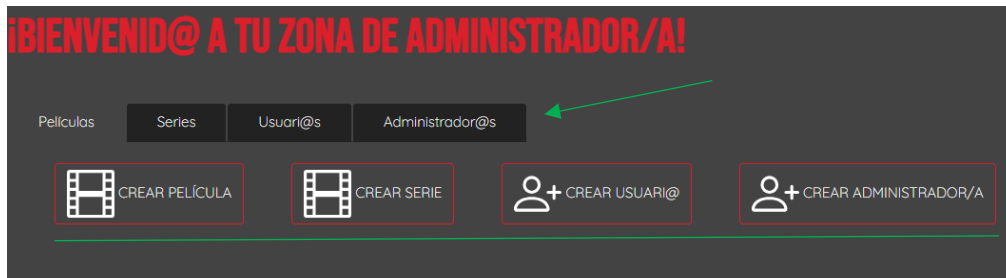 ¡BIENVENID@ A TU ZONA DE ADMINISTRADOR/A!
Películas Series Usuari@s Administrador@s
CREAR PELÍCULA CREAR SERIE CREAR USUARI@ CREAR ADMINISTRADOR/A